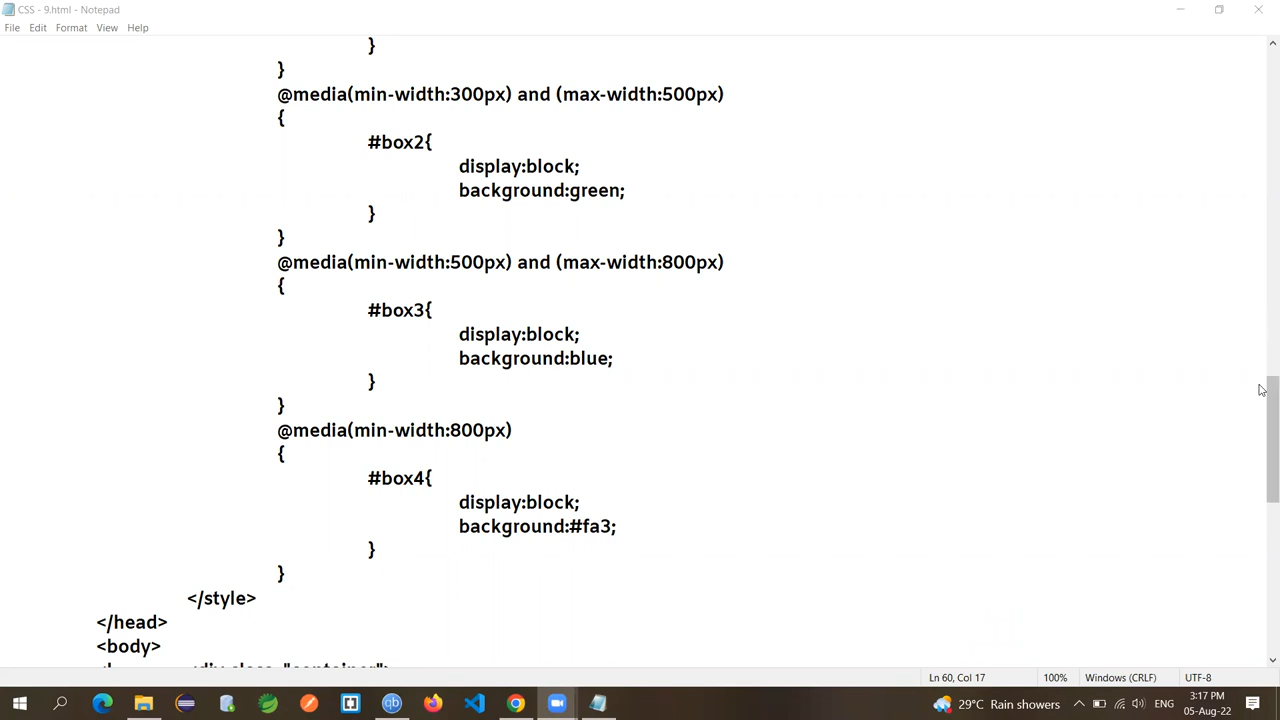 CSS - 9.html - Notepad
File Edit Format View Help
}
}
@media(min-width:300px) and (max-width:500px)
{
#box2{
display:block;
background:green;
}
}
@media(min-width:500px) and (max-width:800px)
{
#box3{
display:block;
background:blue;
}
}
@media(min-width:800px)
{
#box4{
display:block;
background:#fa3;
}
}
</style>
</head>
<body>
Ln 60, Col 17 100% Windows (CRLF) UTF-8
qb 29°C Rain showers ENG 3:17 PM
05-Aug-22